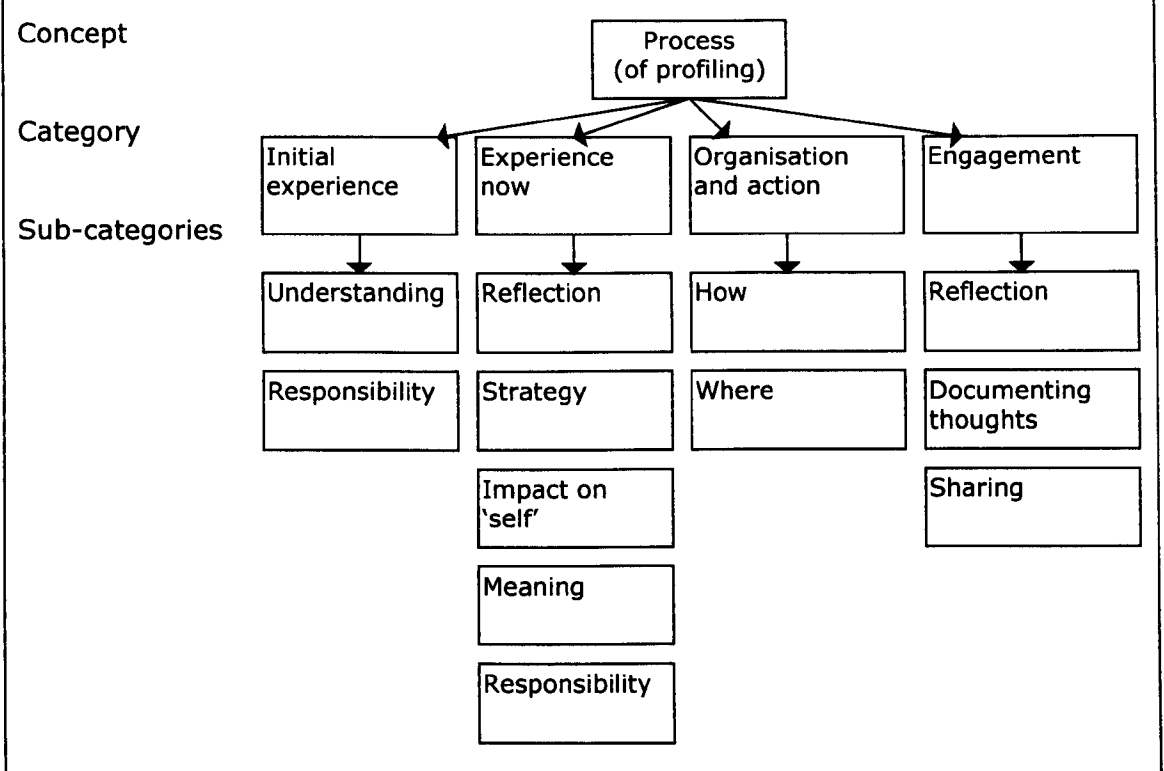 Concept
Process
(of profiling)
Category
Initial
experience
Experience
now
Organisation
and action
Engagement
Sub-categories
Understanding
Reflection
How
Reflection
Responsibility
Strategy
Where
Documenting
thoughts
Impact on
‘self’
Sharing
Meaning
Responsibility